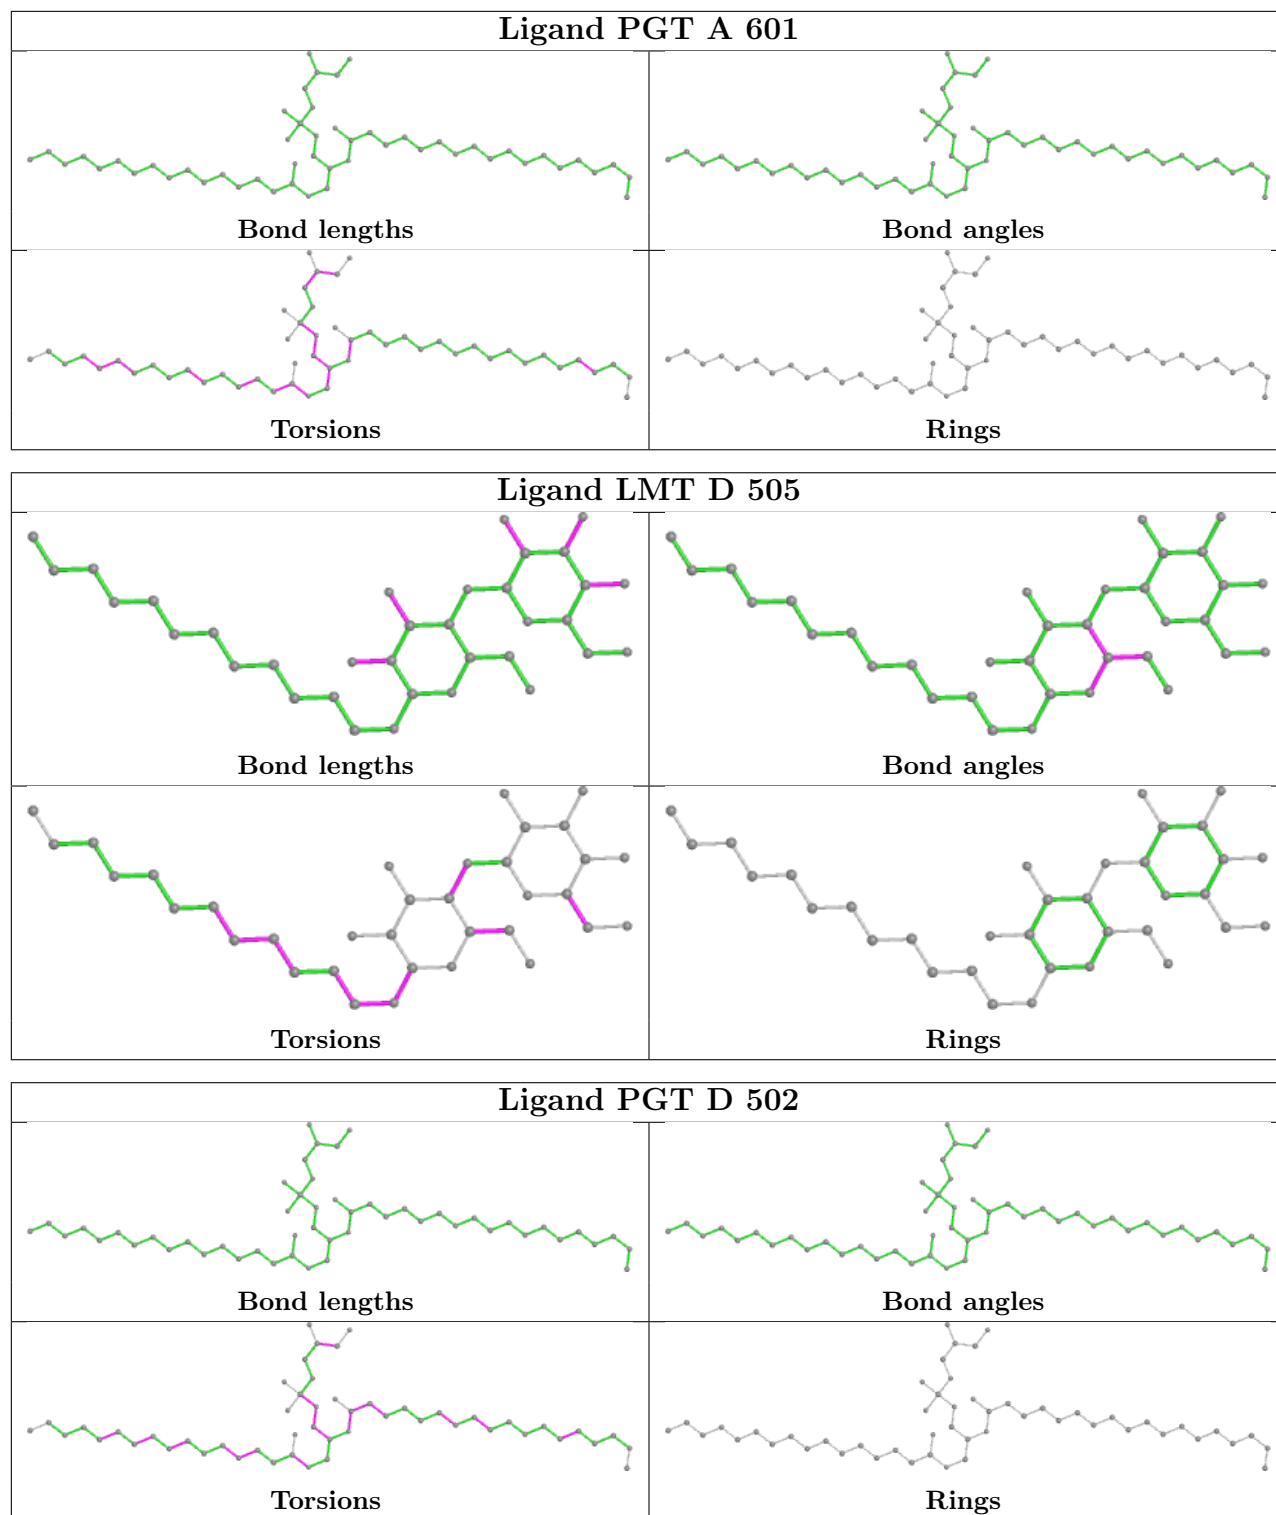 Ligand PGT A 601
Bond lengths
Bond angles
Torsions
Rings
Ligand LMT D 505
Bond lengths
Bond angles
Torsions
Rings
Ligand PGT D 502
Bond lengths
Bond angles
Torsions
Rings